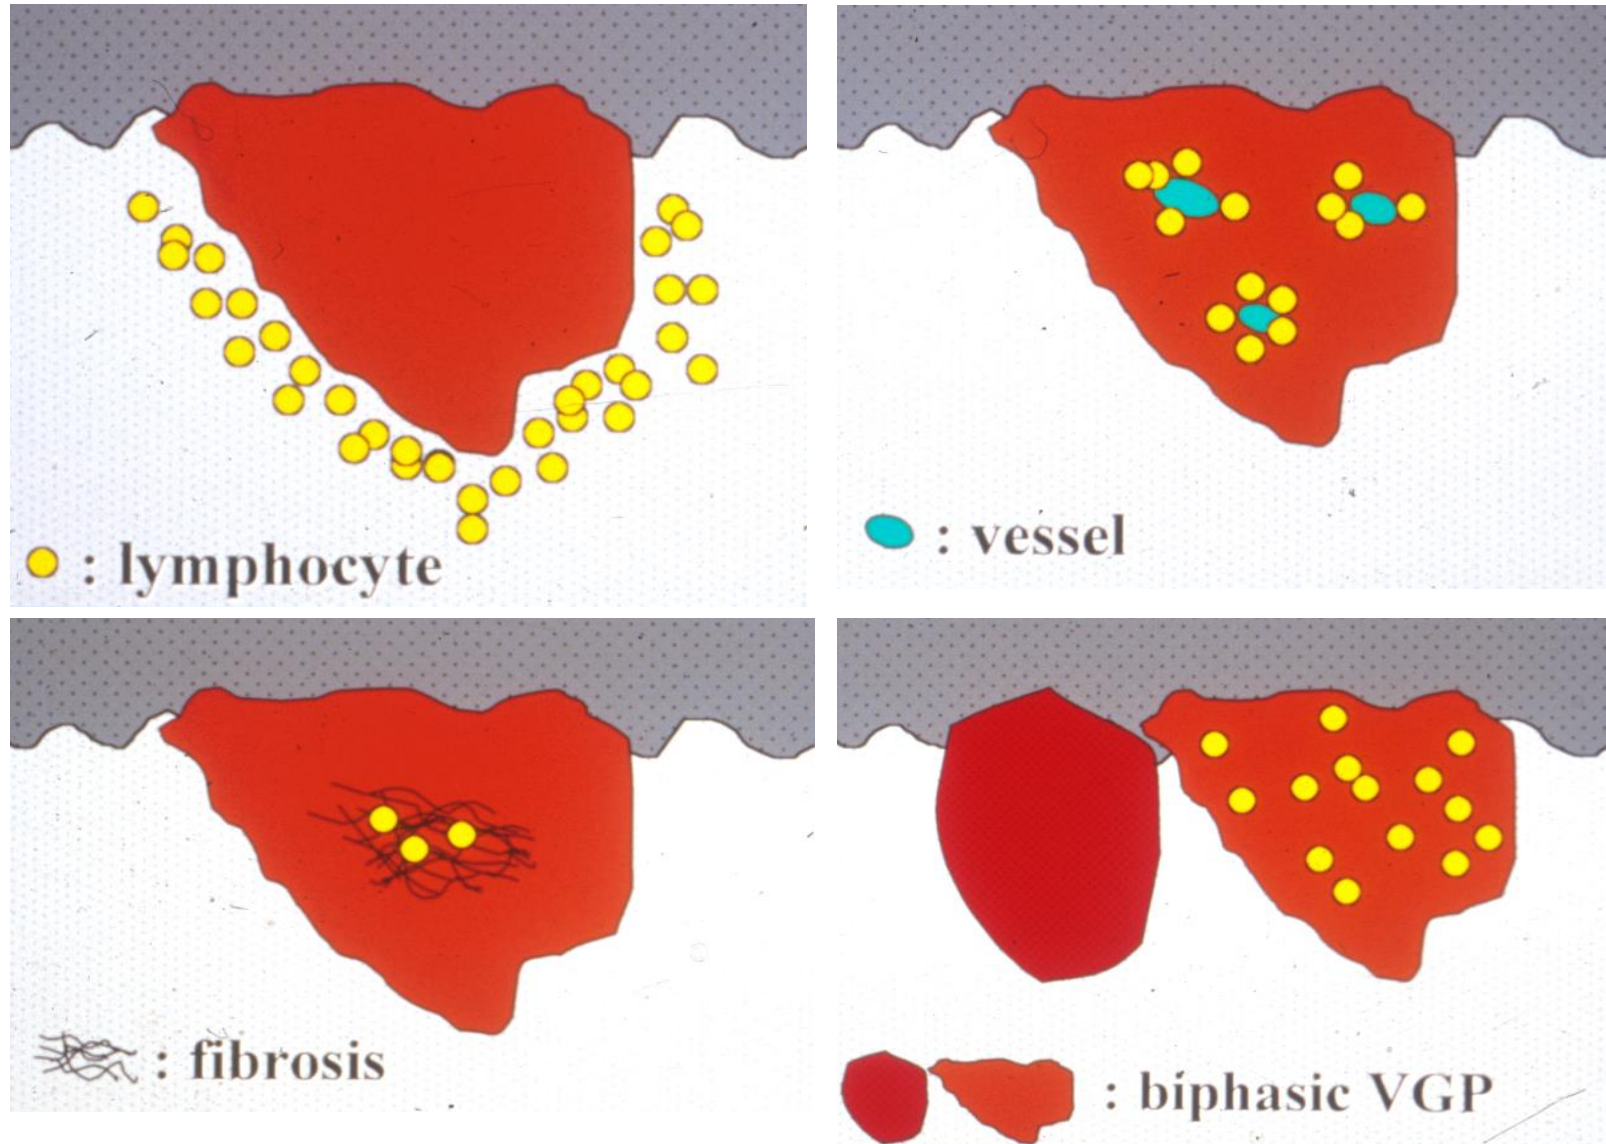 : lymphocyte
: vessel
: fibrosis
: biphasic VGP